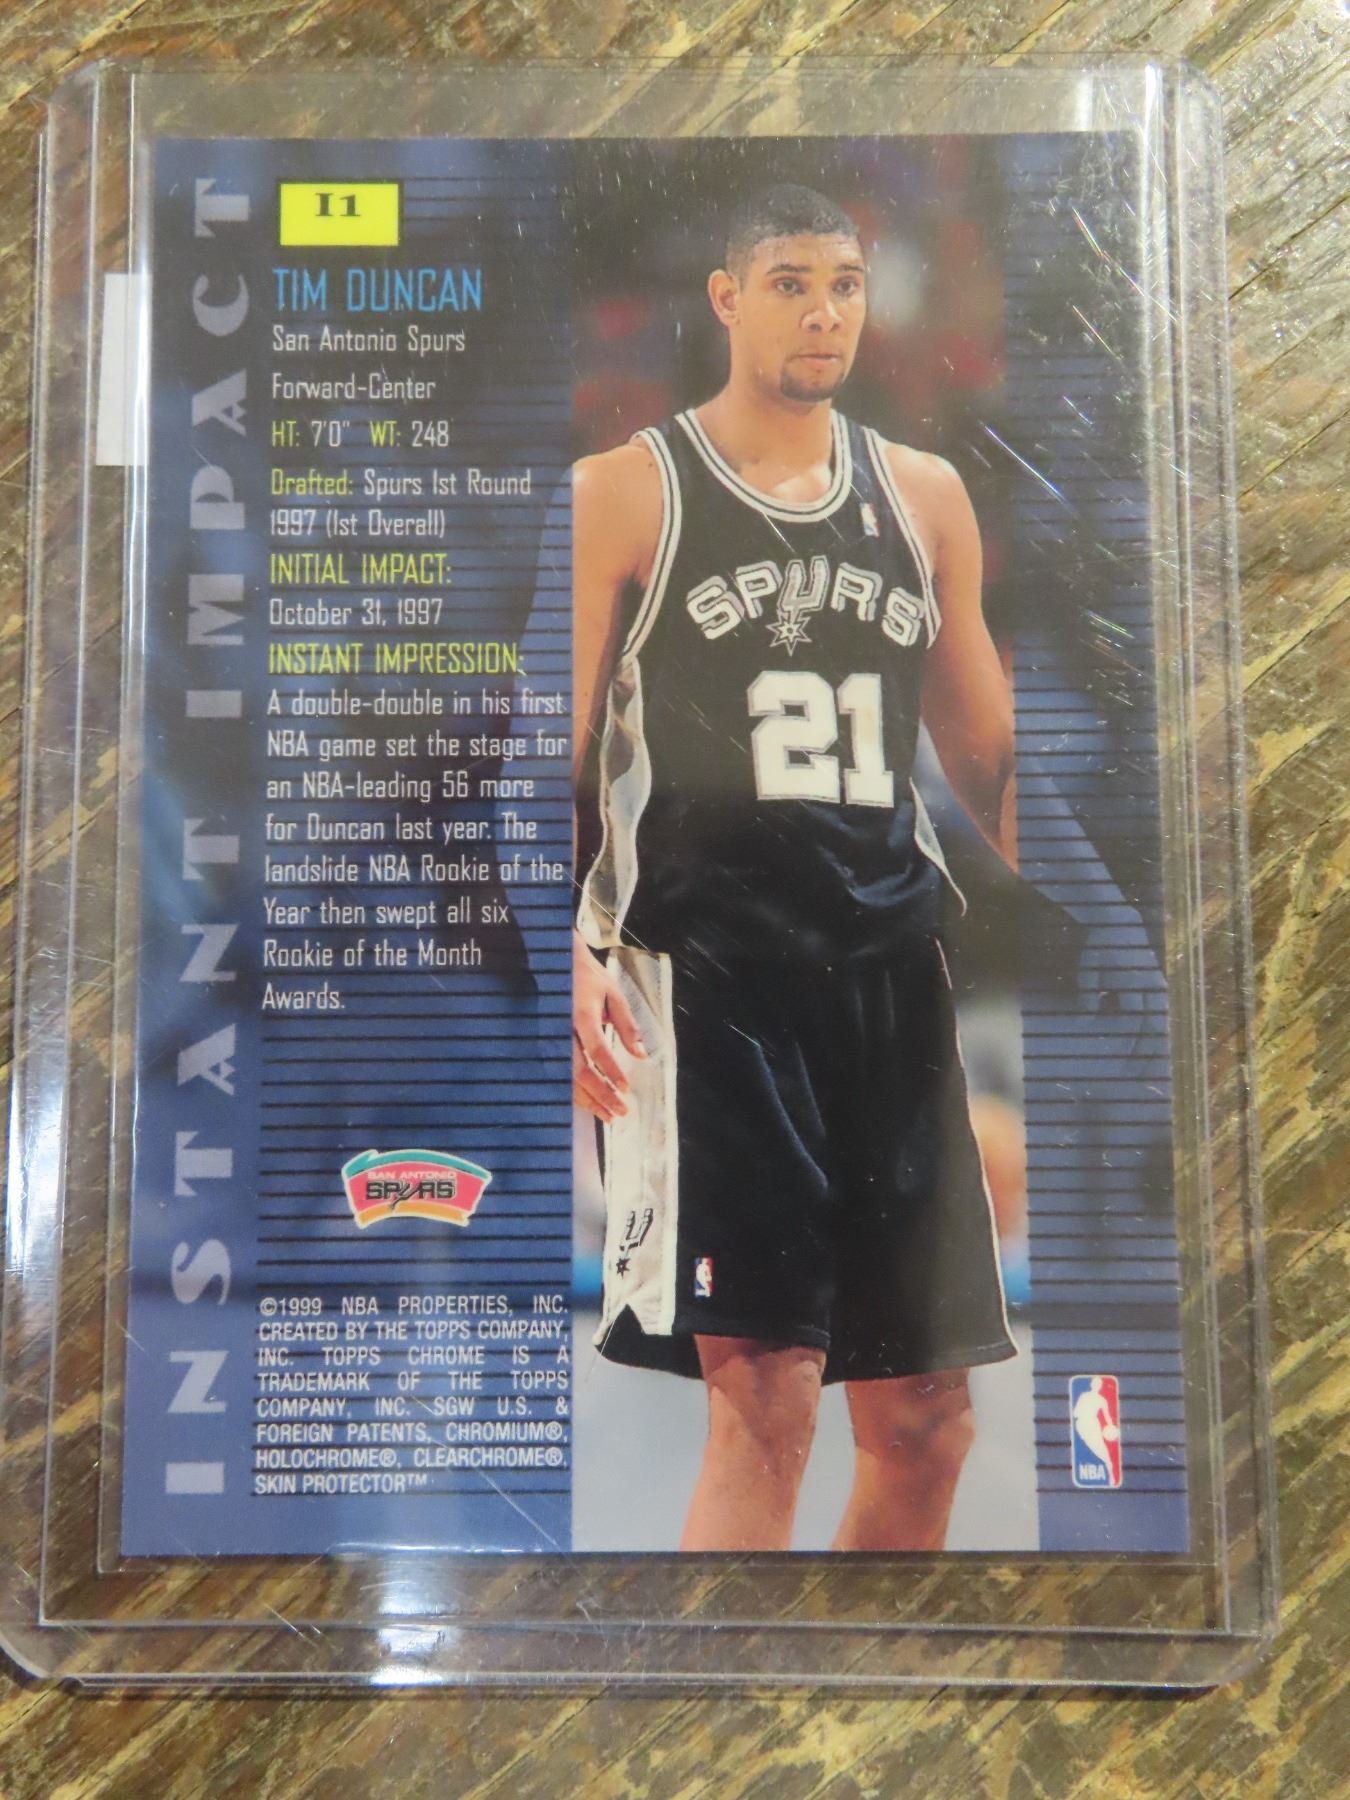 INSTANT IMPACT
I1
TIM DUNCAN
San Antonio Spurs
Forward-Center
HT: 7'0" WT: 248
Drafted: Spurs 1st Round
1997 (1st Overall)
INITIAL IMPACT:
October 31, 1997
INSTANT IMPRESSION:
A double-double in his first
NBA game set the stage for
an NBA-leading 56 more
for Duncan last year. The
landslide NBA Rookie of the
Year then swept all six
Rookie of the Month
Awards.
SAN ANTONIO
SPURS
©1999 NBA PROPERTIES, INC.
CREATED BY THE TOPPS COMPANY,
INC. TOPPS CHROME IS A
TRADEMARK OF THE TOPPS
COMPANY, INC. SGW U.S. &
FOREIGN PATENTS, CHROMIUM®,
HOLOCHROME®, CLEARCHROME®,
SKIN PROTECTOR™
SPURS
21
NBA